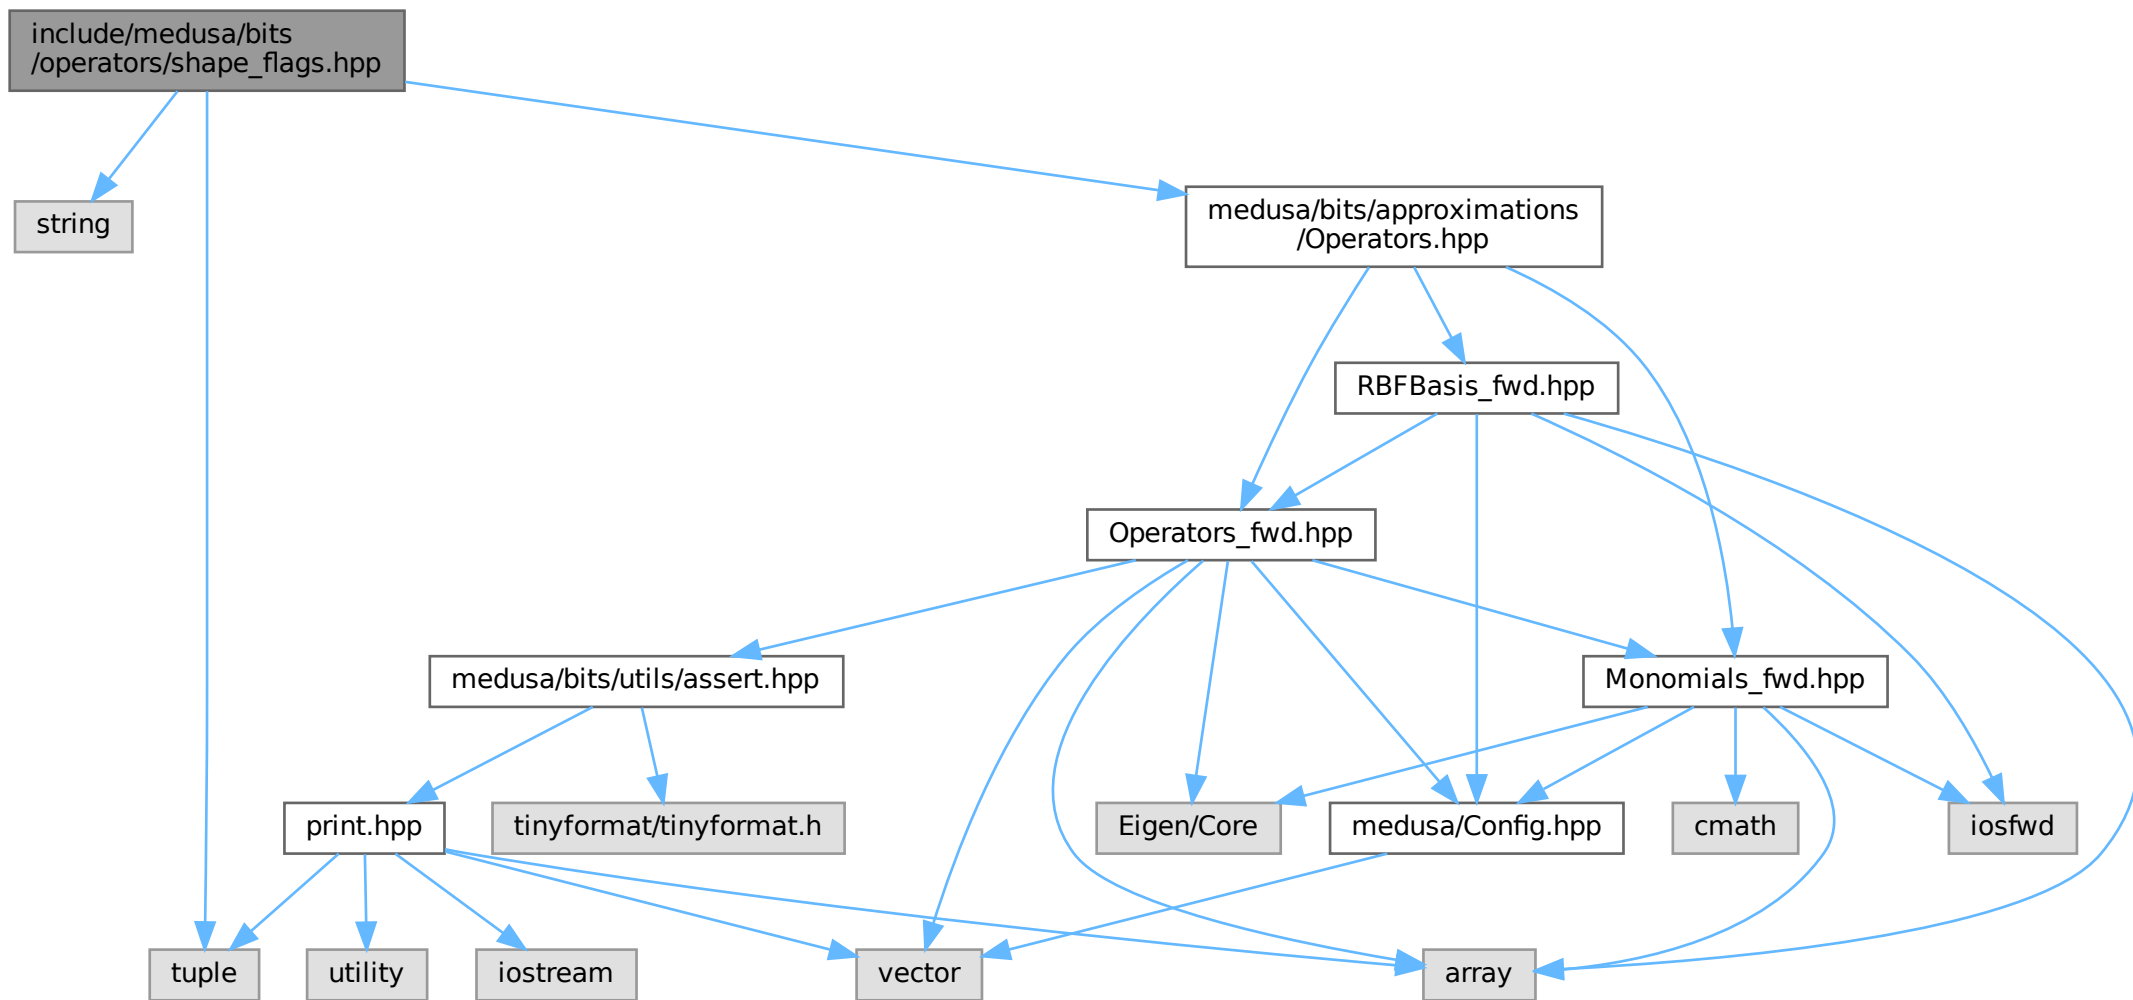 include/medusa/bits
/operators/shape_flags.hpp
string
medusa/bits/approximations
/Operators.hpp
RBFBasis_fwd.hpp
Operators_fwd.hpp
medusa/bits/utils/assert.hpp
Monomials_fwd.hpp
print.hpp
tinyformat/tinyformat.h
Eigen/Core
medusa/Config.hpp
cmath
iosfwd
tuple
utility
iostream
vector
array